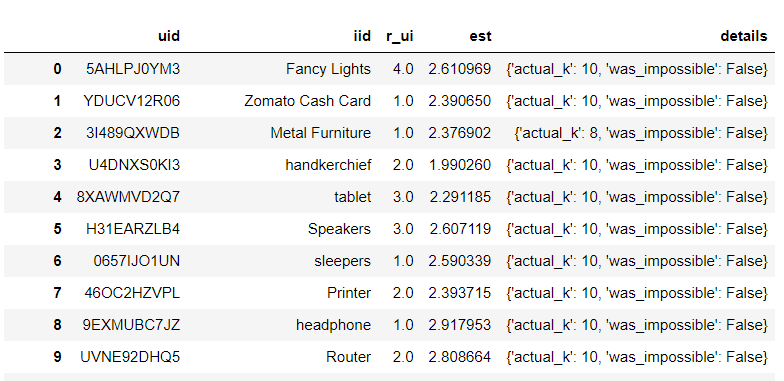 uid iid r_ui est details
0 5AHLPJ0YM3 Fancy Lights 4.0 2.610969 {'actual_k': 10, 'was_impossible': False}
1 YDUCV12R06 Zomato Cash Card 1.0 2.390650 {'actual_k': 10, 'was_impossible': False}
2 3I489QXWDB Metal Furniture 1.0 2.376902 {'actual_k': 8, 'was_impossible': False}
3 U4DNXS0KI3 handkerchief 2.0 1.990260 {'actual_k': 10, 'was_impossible': False}
4 8XAWMVD2Q7 tablet 3.0 2.291185 {'actual_k': 10, 'was_impossible': False}
5 H31EARZLB4 Speakers 3.0 2.607119 {'actual_k': 10, 'was_impossible': False}
6 0657IJO1UN sleepers 1.0 2.590339 {'actual_k': 10, 'was_impossible': False}
7 46OC2HZVPL Printer 2.0 2.393715 {'actual_k': 10, 'was_impossible': False}
8 9EXMUBC7JZ headphone 1.0 2.917953 {'actual_k': 10, 'was_impossible': False}
9 UVNE92DHQ5 Router 2.0 2.808664 {'actual_k': 10, 'was_impossible': False}